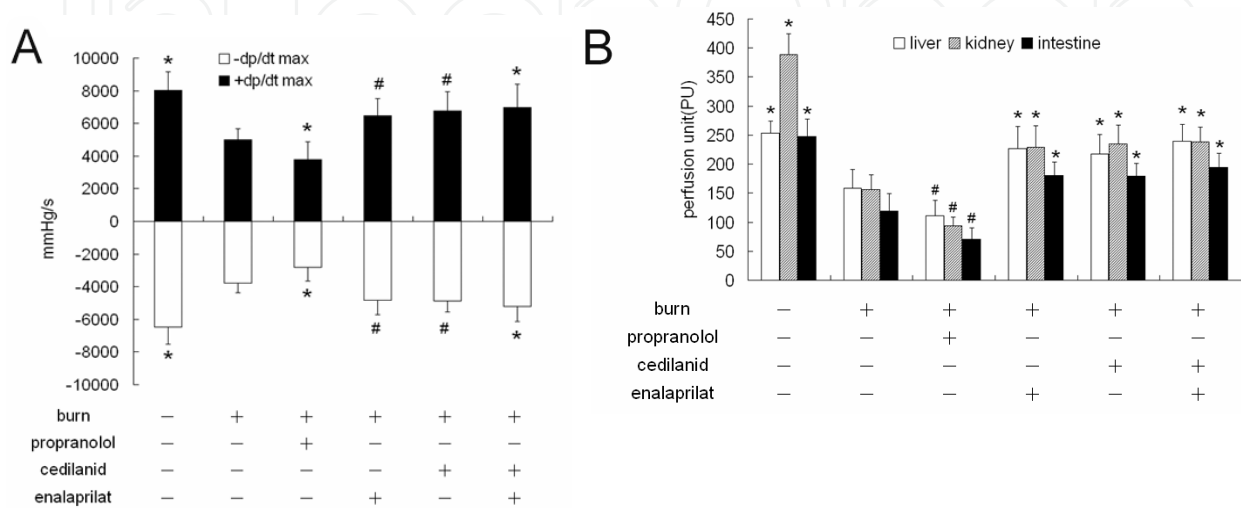 A
-dp/dt max
+dp/dt max
mmHg/s
10000
8000
6000
4000
2000
0
-2000
-4000
-6000
-8000
-10000
* * # # *
* * # # *
burn − + + + + +
propranolol − − + − − −
cedilanid − − − − + +
enalaprilat − − − + − +
B
liver kidney intestine
perfusion unit(PU)
450
400
350
300
250
200
150
100
50
0
* * * # # # * * * * * * * * *
burn − + + + + +
propranolol − − + − − −
cedilanid − − − − + +
enalaprilat − − − + − +